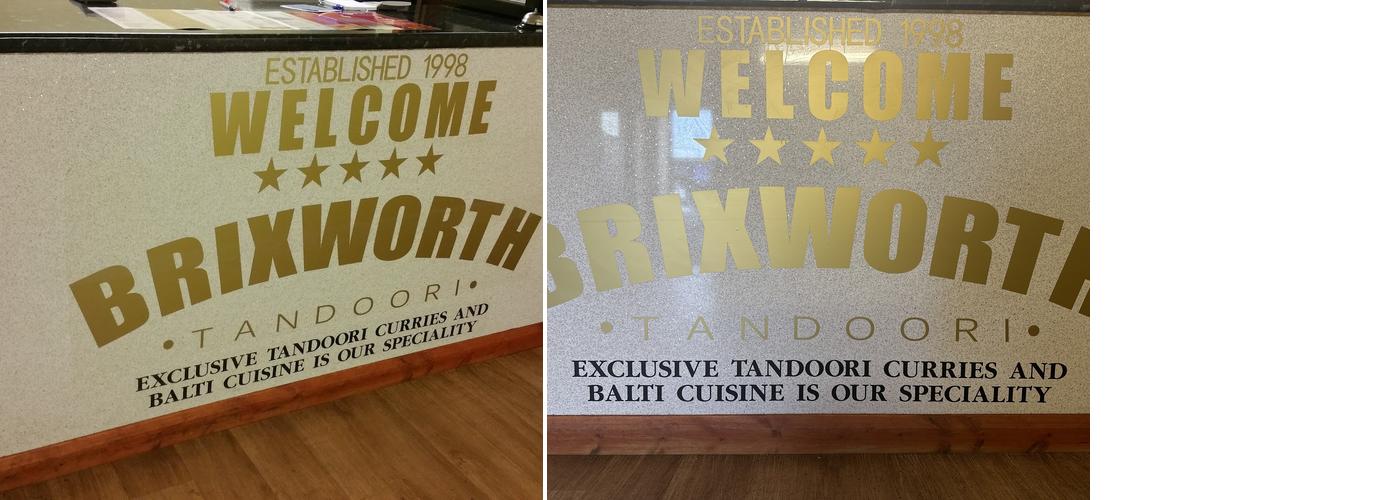 ESTABLISHED 1998
WELCOME
BRIXWORTH
•TANDOORI•
EXCLUSIVE TANDOORI CURRIES AND
BALTI CUISINE IS OUR SPECIALITY
ESTABLISHED 1998
WELCOME
BRIXWORTH
•TANDOORI•
EXCLUSIVE TANDOORI CURRIES AND
BALTI CUISINE IS OUR SPECIALITY